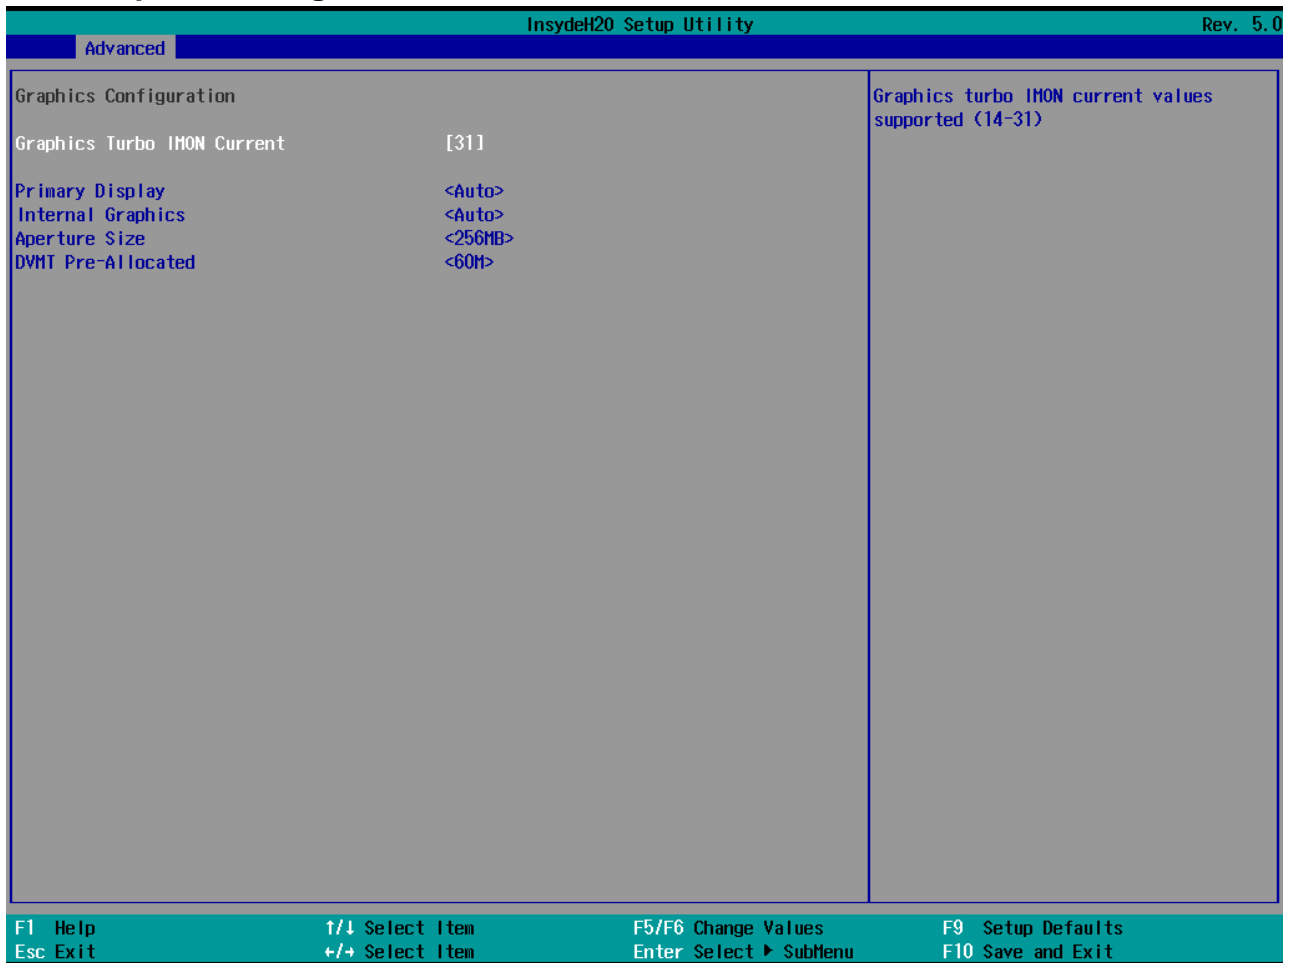 InsydeH20 Setup Utility Rev. 5.0
Advanced
Graphics Configuration
Graphics turbo IMON current values
supported (14-31)
Graphics Turbo IMON Current [31]
Primary Display <Auto>
Internal Graphics <Auto>
Aperture Size <256MB>
DVMT Pre-Allocated <60M>
F1 Help ↑/↓ Select Item F5/F6 Change Values F9 Setup Defaults
Esc Exit ←/→ Select Item Enter Select ▶ SubMenu F10 Save and Exit